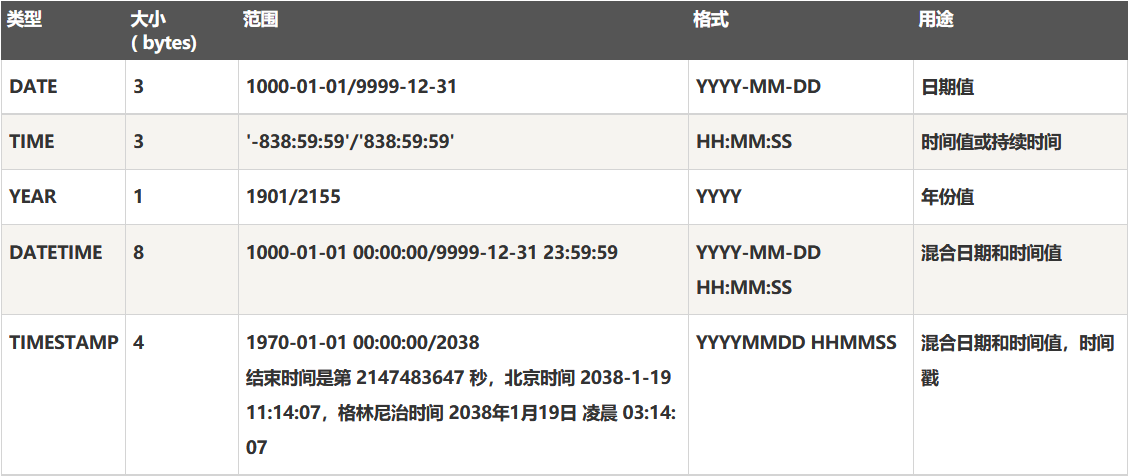 类型 大小 范围 格式 用途
( bytes)
DATE 3 1000-01-01/9999-12-31 YYYY-MM-DD 日期值
TIME 3 '-838:59:59'/'838:59:59' HH:MM:SS 时间值或持续时间
YEAR 1 1901/2155 YYYY 年份值
DATETIME 8 1000-01-01 00:00:00/9999-12-31 23:59:59 YYYY-MM-DD 混合日期和时间值
HH:MM:SS
TIMESTAMP 4 1970-01-01 00:00:00/2038 YYYYMMDD HHMMSS 混合日期和时间值，时间
结束时间是第 2147483647 秒，北京时间 2038-1-19 戳
11:14:07，格林尼治时间 2038年1月19日 凌晨 03:14:
07